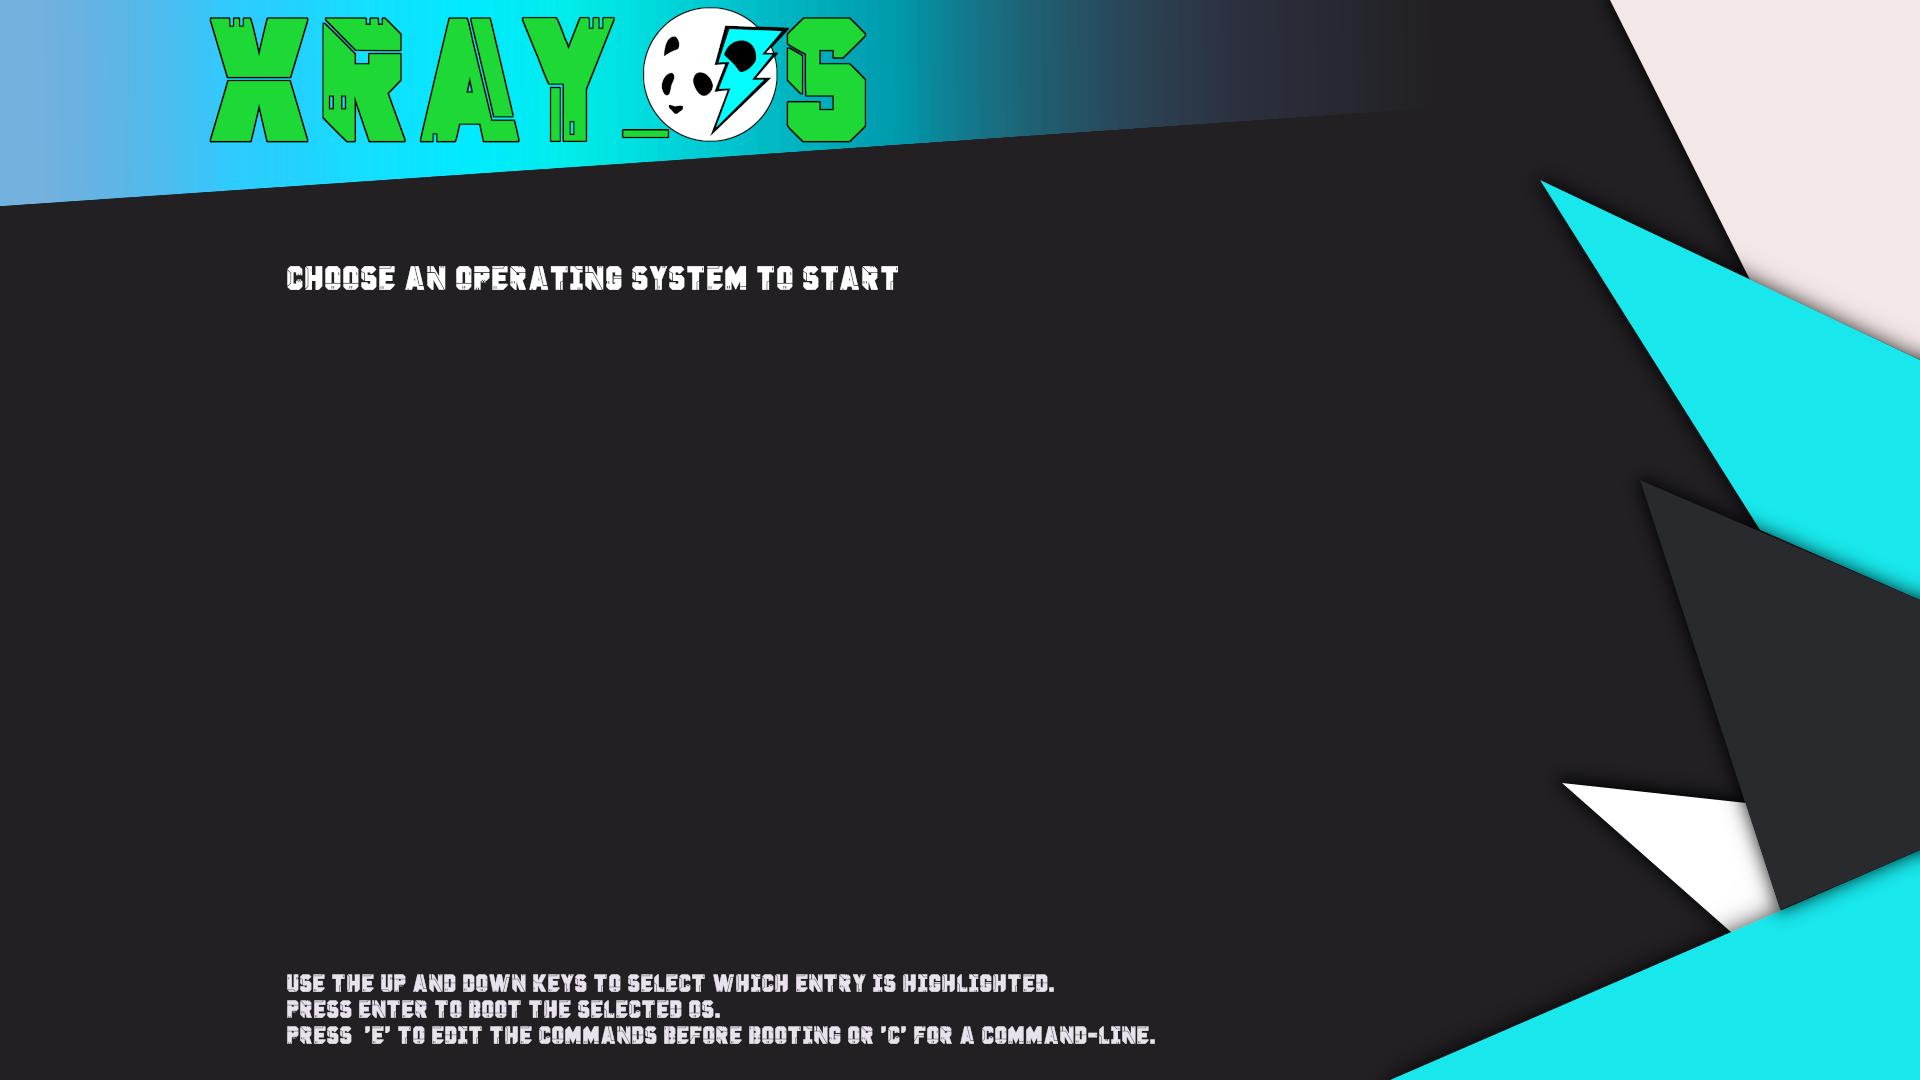 XRAY_OS
CHOOSE AN OPERATING SYSTEM TO START
USE THE UP AND DOWN KEYS TO SELECT WHICH ENTRY IS HIGHLIGHTED.
PRESS ENTER TO BOOT THE SELECTED OS.
PRESS 'E' TO EDIT THE COMMANDS BEFORE BOOTING OR 'C' FOR A COMMAND-LINE.